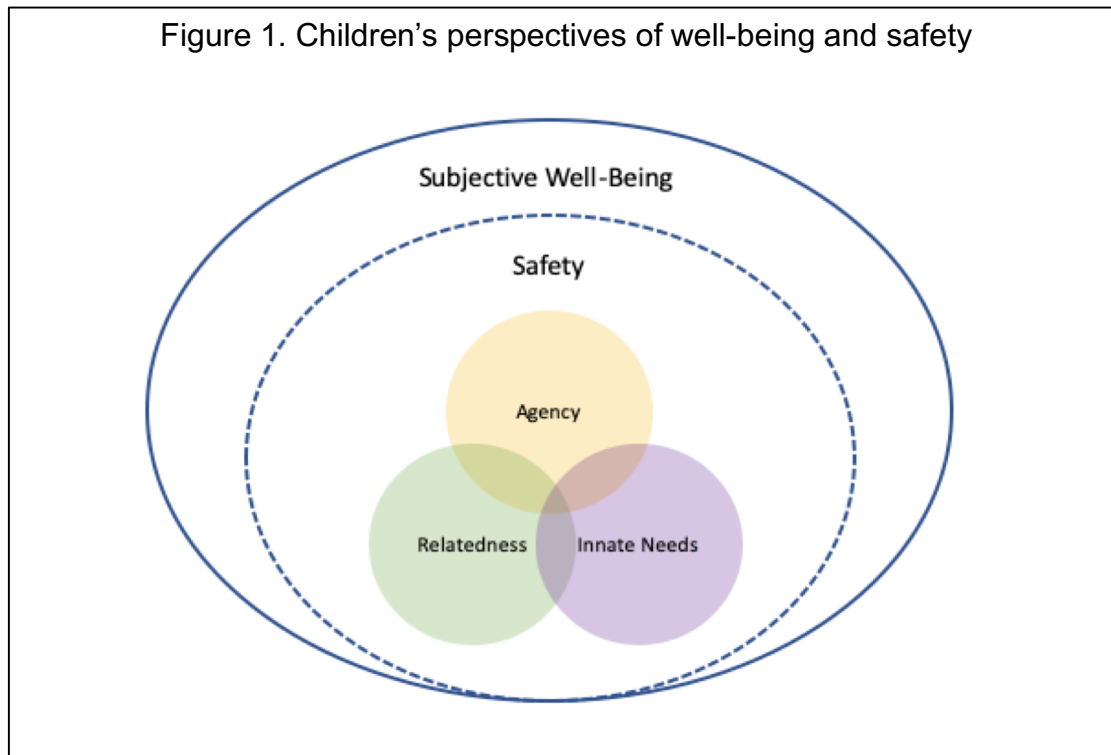 Figure 1. Children’s perspectives of well-being and safety
Subjective Well-Being
Safety
Agency
Relatedness
Innate Needs